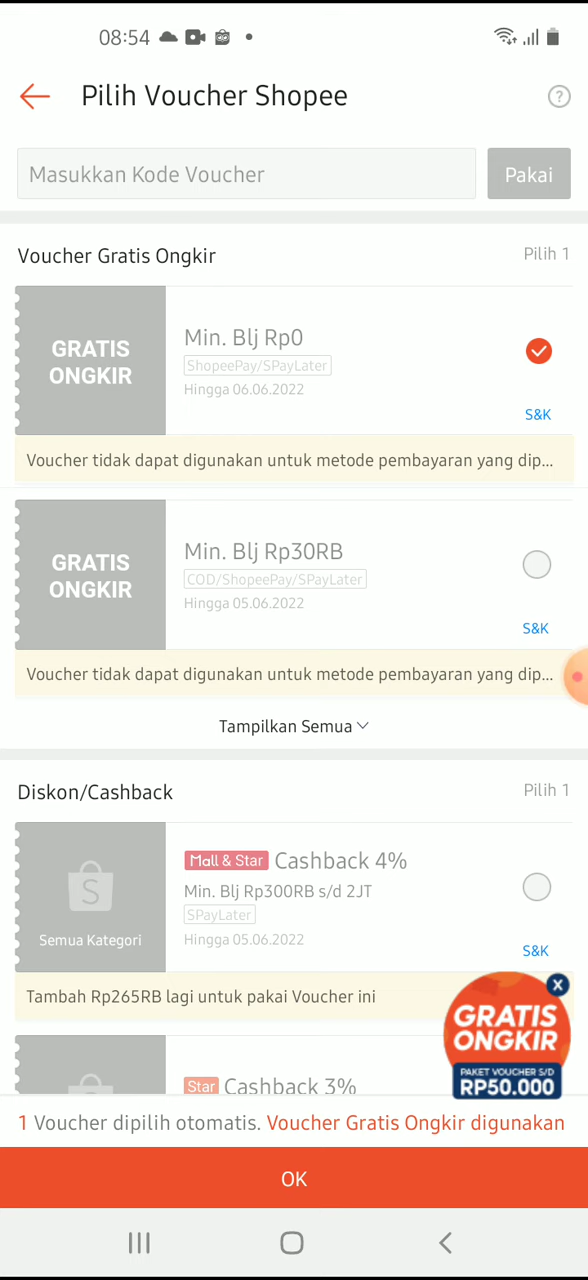 08:54
Pilih Voucher Shopee
?
Masukkan Kode Voucher
Pakai
Voucher Gratis Ongkir
Pilih 1
GRATIS
ONGKIR
Min. Blj Rp0
ShopeePay/SPayLater
Hingga 06.06.2022
S&K
Voucher tidak dapat digunakan untuk metode pembayaran yang dip...
GRATIS
ONGKIR
Min. Blj Rp30RB
COD/ShopeePay/SPayLater
Hingga 05.06.2022
S&K
Voucher tidak dapat digunakan untuk metode pembayaran yang dip...
Tampilkan Semua
Diskon/Cashback
Pilih 1
S
Semua Kategori
Mall & Star Cashback 4%
Min. Blj Rp300RB s/d 2JT
SPayLater
Hingga 05.06.2022
S&K
Tambah Rp265RB lagi untuk pakai Voucher ini
X
GRATIS
ONGKIR
PAKET VOUCHER S/D
RP50.000
Star Cashback 3%
1 Voucher dipilih otomatis. Voucher Gratis Ongkir digunakan
OK